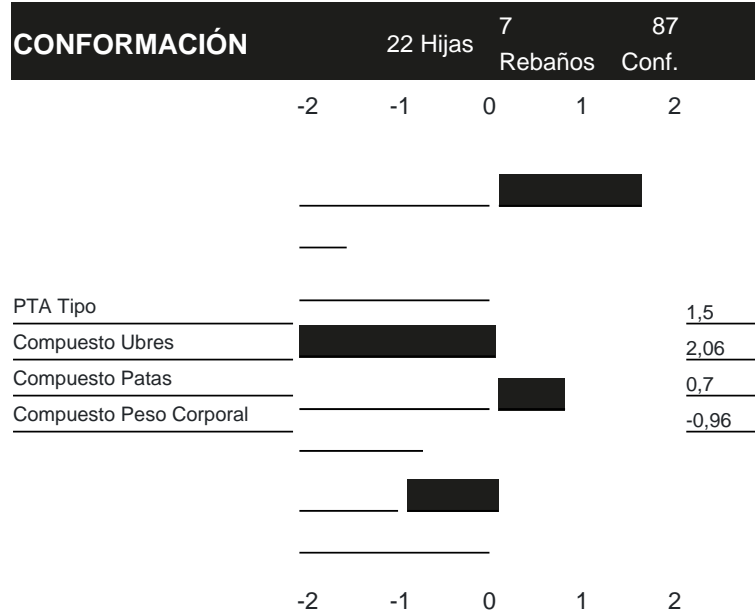 CONFORMACIÓN 22 Hijas 7 Rebaños 87 Conf.
-2 -1 0 1 2
PTA Tipo 1,5
Compuesto Ubres 2,06
Compuesto Patas 0,7
Compuesto Peso Corporal -0,96
-2 -1 0 1 2